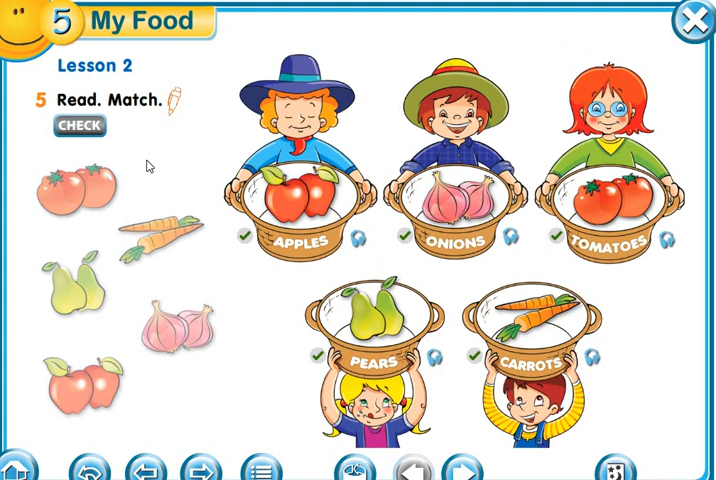 5 My Food
Lesson 2
5 Read. Match.
CHECK
APPLES
ONIONS
TOMATOES
PEARS
CARROTS